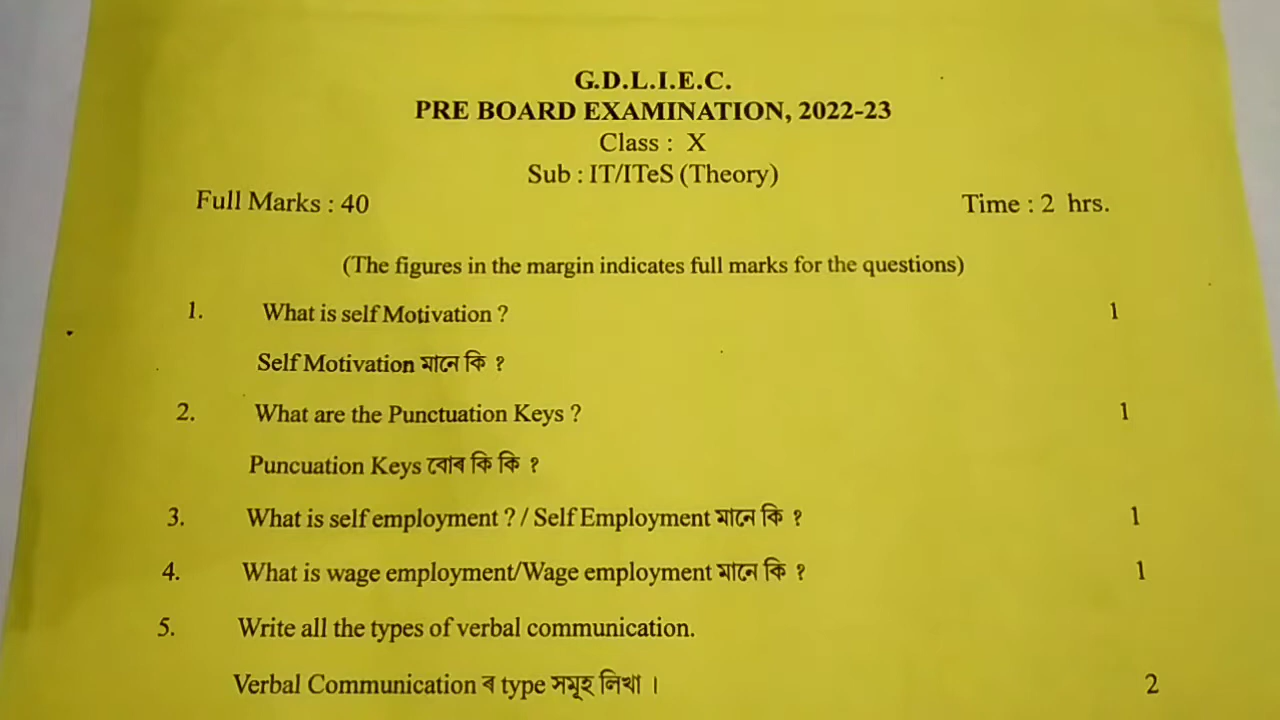 G.D.L.I.E.C.
PRE BOARD EXAMINATION, 2022-23
Class : X
Sub : IT/ITeS (Theory)
Full Marks : 40 Time : 2 hrs.
(The figures in the margin indicates full marks for the questions)
1. What is self Motivation ? 1
Self Motivation মানে কি ?
2. What are the Punctuation Keys ? 1
Puncuation Keys বোৰ কি কি ?
3. What is self employment ? / Self Employment মানে কি ? 1
4. What is wage employment/Wage employment মানে কি ? 1
5. Write all the types of verbal communication.
Verbal Communication ৰ type সমূহ লিখা । 2